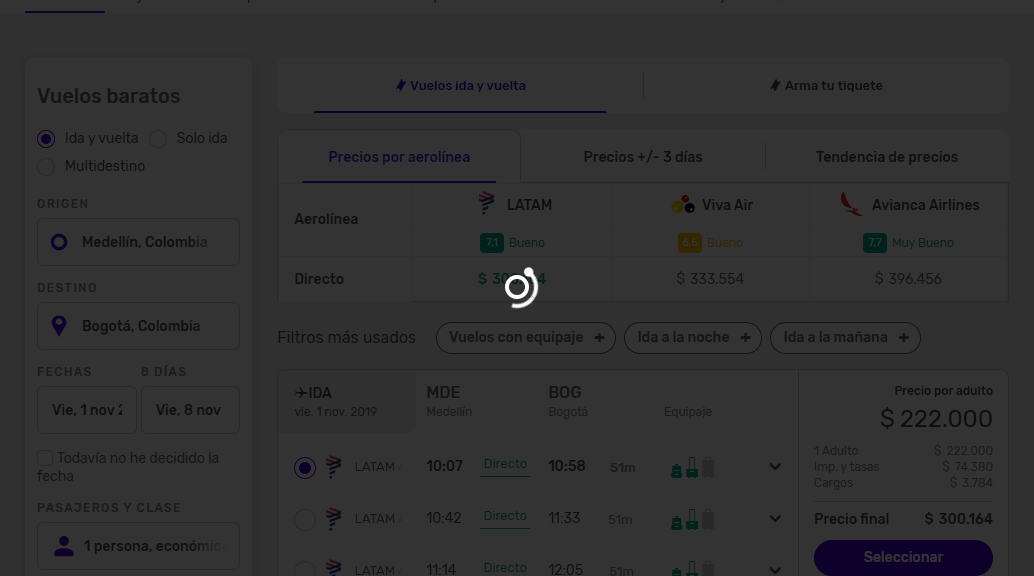 Vuelos baratos
Ida y vuelta
Solo ida
Multidestino
ORIGEN
Medellín, Colombia
DESTINO
Bogotá, Colombia
FECHAS
8 DÍAS
Vie, 1 nov
Vie, 8 nov
Todavía no he decidido la
fecha
PASAJEROS Y CLASE
1 persona, económic
Vuelos ida y vuelta
Arma tu tiquete
Precios por aerolínea
Precios +/- 3 días
Tendencia de precios
Aerolínea
LATAM
Viva Air
Avianca Airlines
7,1 Bueno
6,5 Bueno
7,7 Muy Bueno
Directo
$ 333.554
$ 396.456
Filtros más usados
Vuelos con equipaje +
Ida a la noche +
Ida a la mañana +
IDA
vie. 1 nov. 2019
MDE
Medellín
BOG
Bogotá
Equipaje
LATAM
10:07
Directo
10:58
51m
LATAM
10:42
Directo
11:33
51m
LATAM
11:14
Directo
12:05
51m
Precio por adulto
$ 222.000
1 Adulto $ 222.000
Imp. y tasas $ 74.380
Cargos $ 3.784
Precio final $ 300.164
Seleccionar